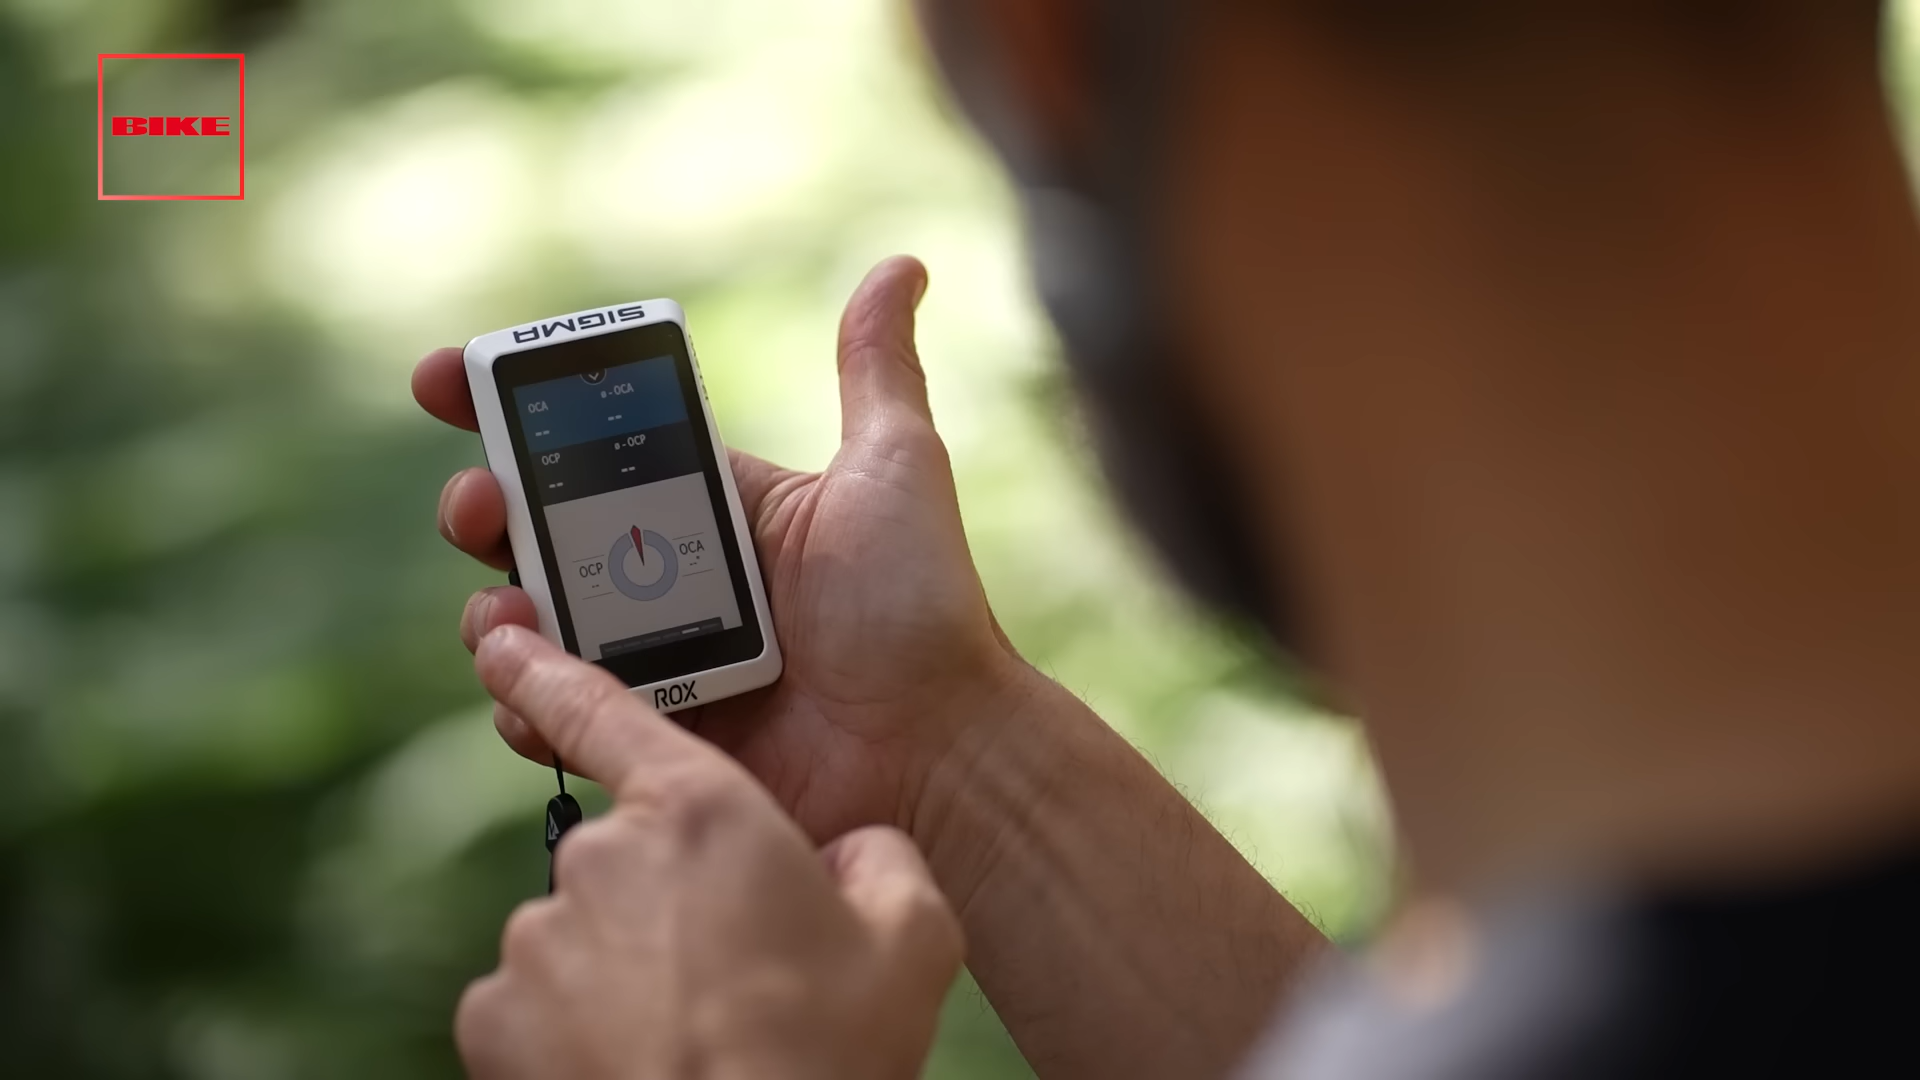 BIKE
SIGMA
OCA ø - OCA
-- --
OCP ø - OCP
-- --
OCP OCA
-- --°
ROX